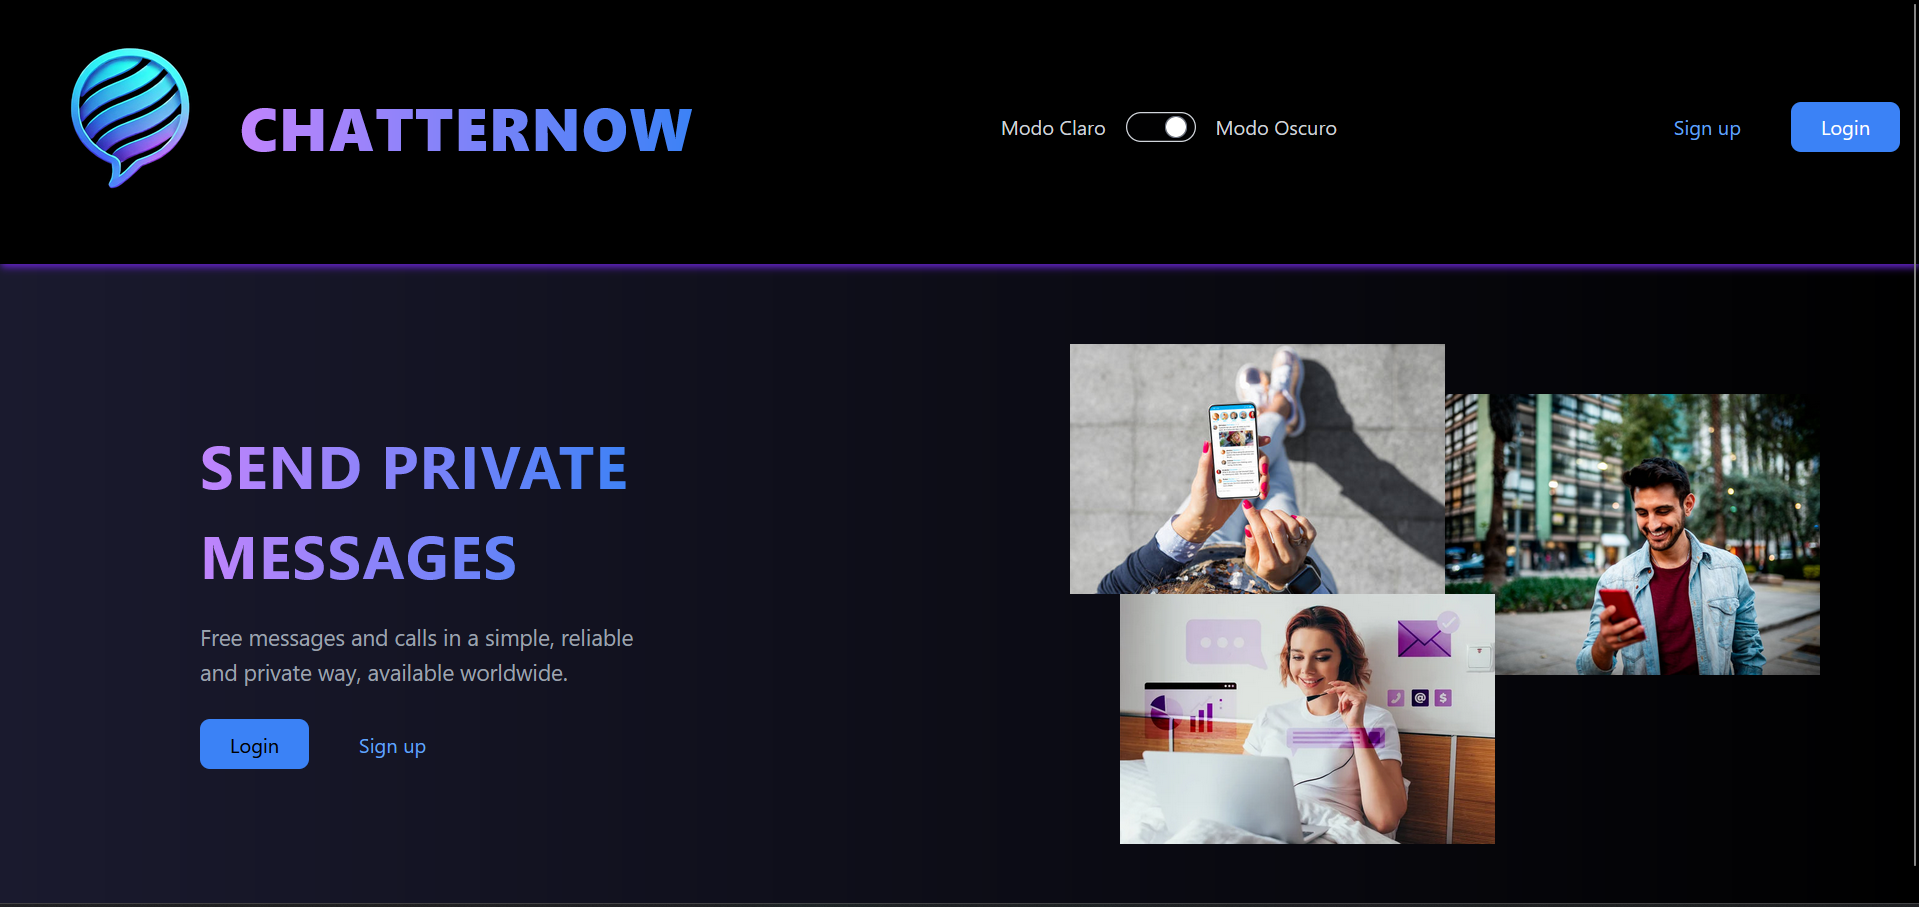 CHATTERNOW
Modo Claro
Modo Oscuro
Sign up
Login
SEND PRIVATE
MESSAGES
Free messages and calls in a simple, reliable
and private way, available worldwide.
Login
Sign up